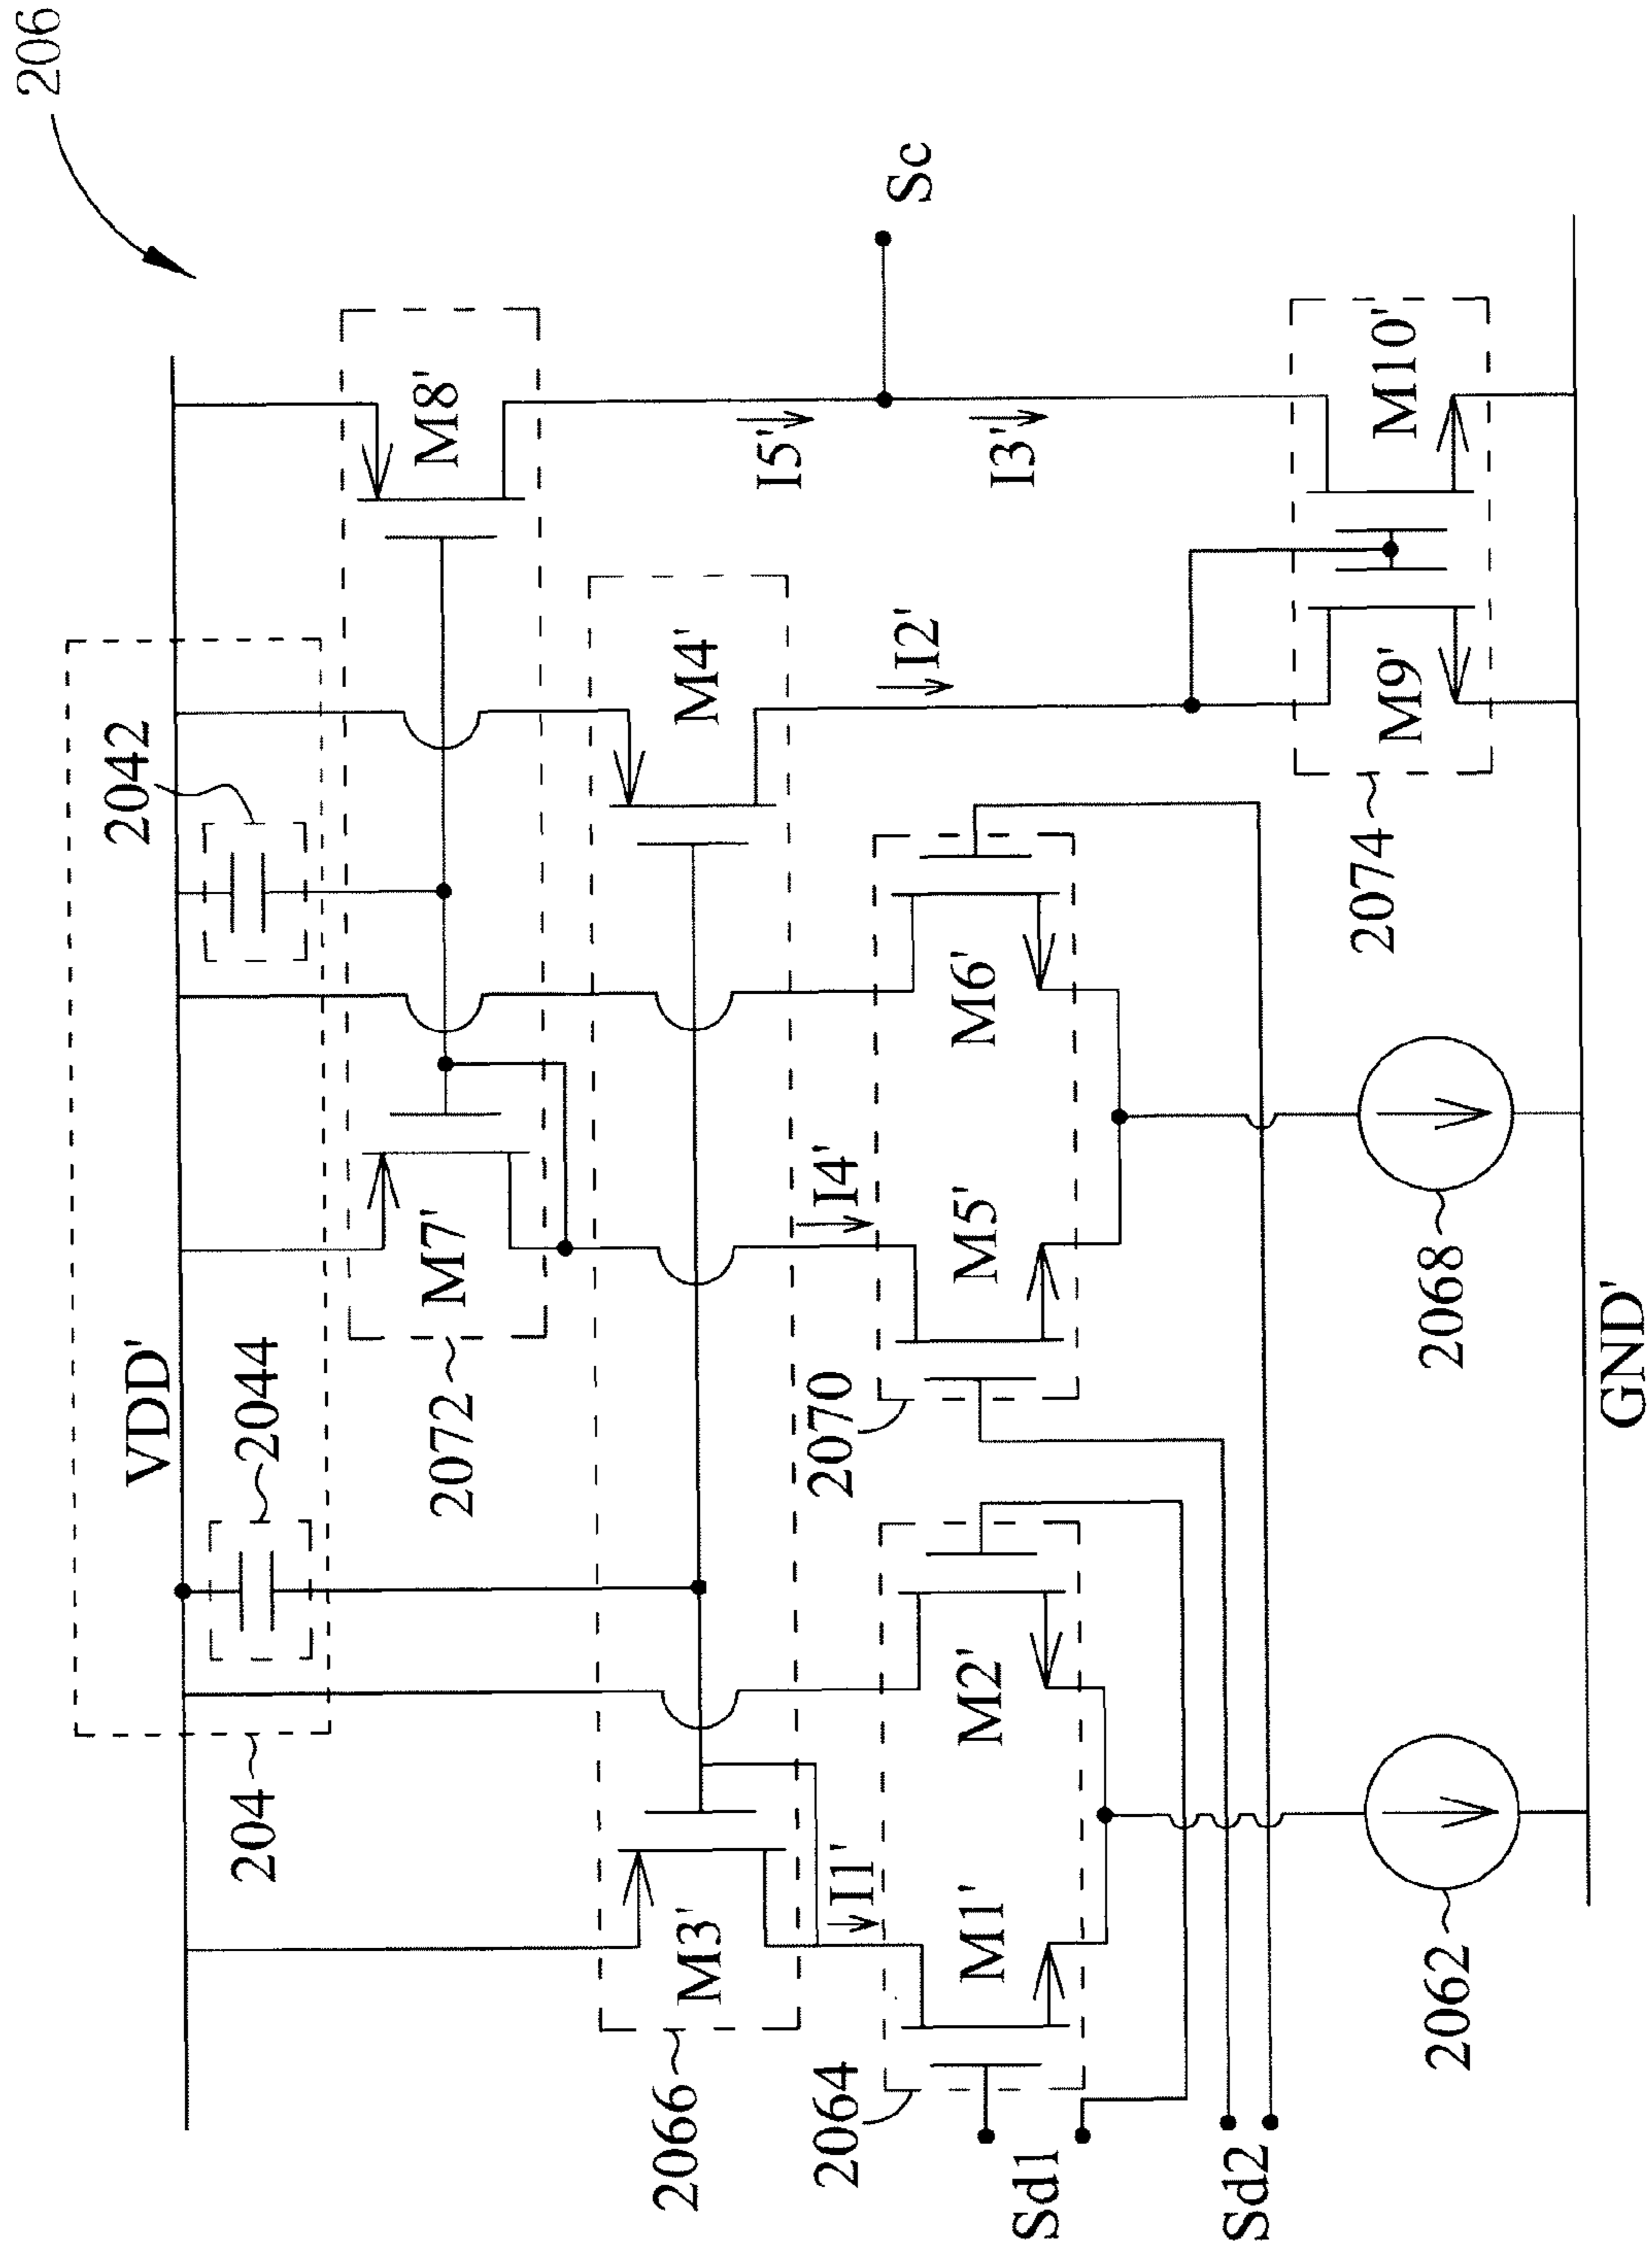 206
2042
VDD'
2044
204
M8'
M7'
2072
M4'
M3'
2066
I5'
Sc
I3'
I2'
I4'
I1'
2070
M6'
M5'
M2'
M1'
2064
M10'
M9'
2074
Sd1
Sd2
2068
2062
GND'